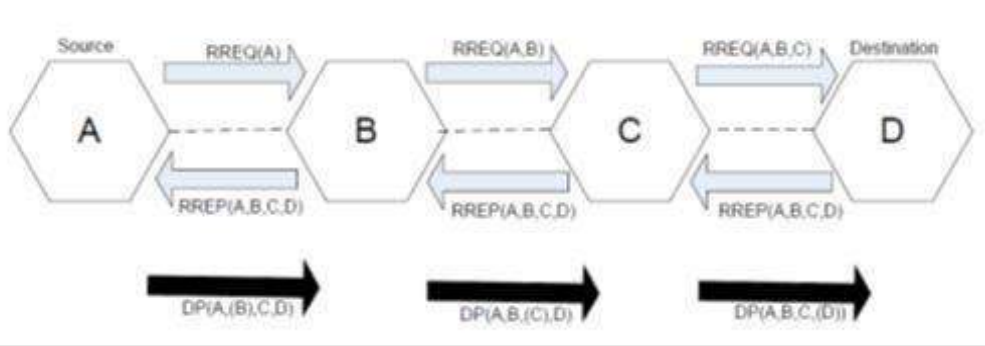 Source
RREQ(A)
RREQ(A,B)
RREQ(A,B,C)
Destination
A
B
C
D
RREP(A,B,C,D)
RREP(A,B,C,D)
RREP(A,B,C,D)
DP(A,(B),C,D)
DP(A,B,(C),D)
DP(A,B,C,(D))